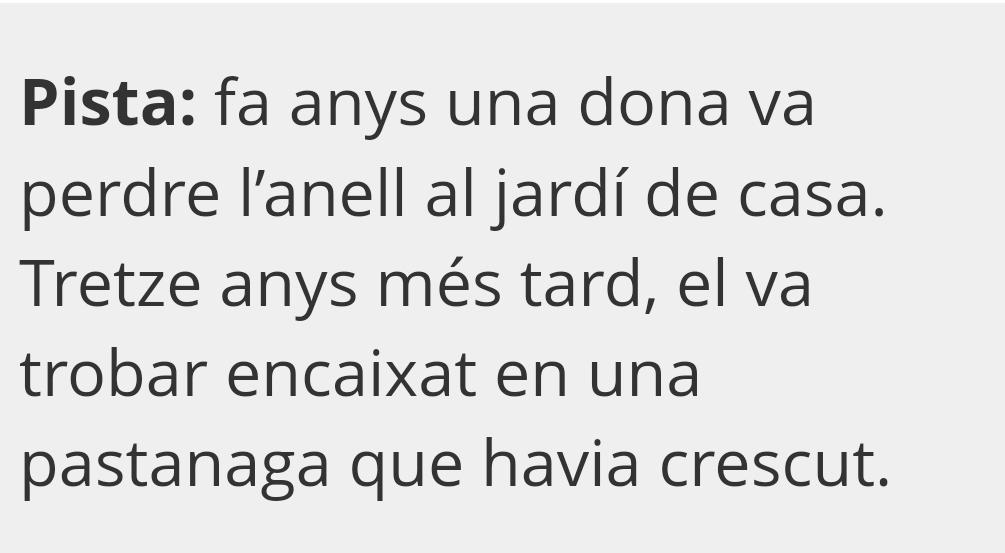 Pista: fa anys una dona va
perdre l’anell al jardí de casa.
Tretze anys més tard, el va
trobar encaixat en una
pastanaga que havia crescut.